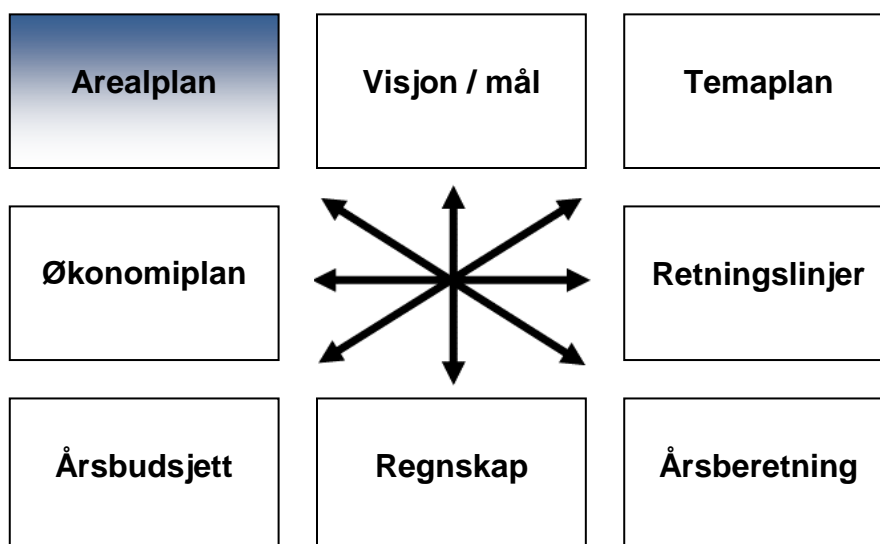 Arealplan
Visjon / mål
Temaplan
Økonomiplan
Retningslinjer
Årsbudsjett
Regnskap
Årsberetning